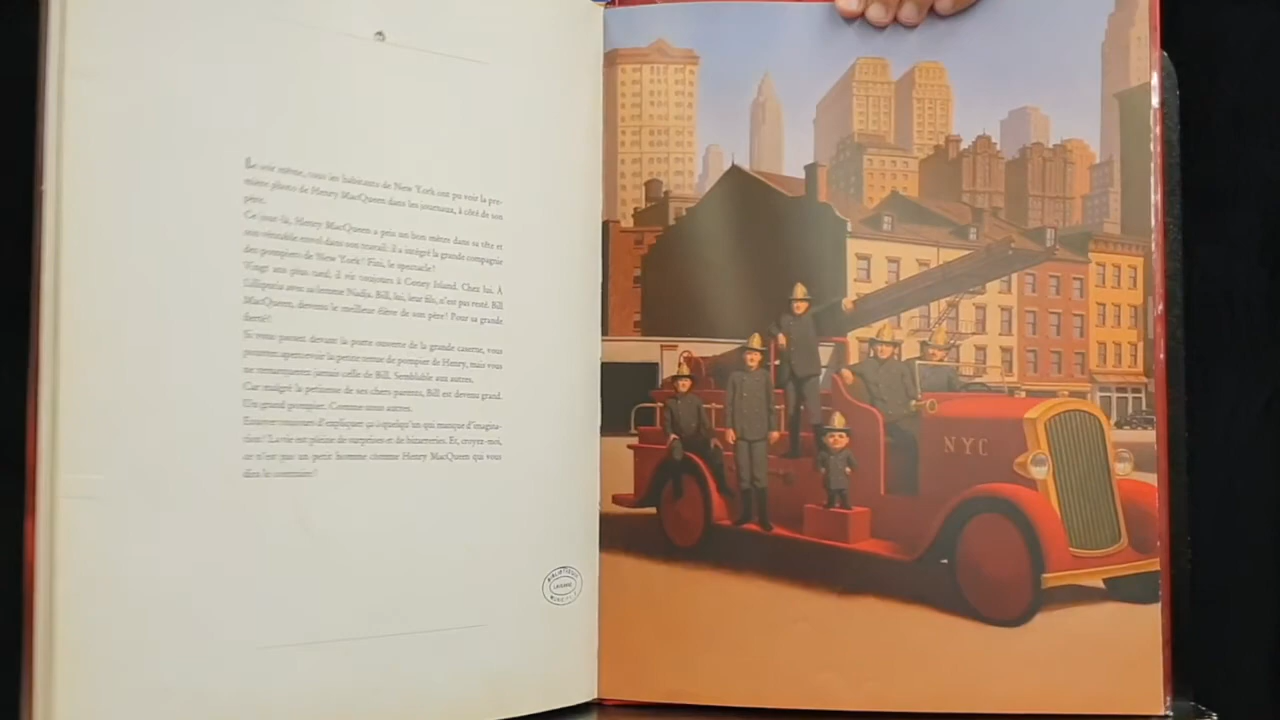 Le soir même, tous les habitants de New York ont pu voir la pre-
mière photo de Henry MacQueen dans les journaux, à côté de son
père.
Ce jour-là, Henry MacQueen a pris un bon mètre dans sa tête et
son véritable envol dans son travail: il a intégré la grande compagnie
des pompiers de New York! Fini, le spectacle!
Vingt ans plus tard, il vit toujours à Coney Island. Chez lui. À
Lilliputia avec sa femme Nadja. Bill, lui, leur fils, n'est pas resté. Bill
MacQueen, devenu le meilleur élève de son père! Pour sa grande
fierté!
Si vous passez devant la porte ouverte de la grande caserne, vous
pourrez apercevoir la petite tenue de pompier de Henry, mais vous
ne remarquerez jamais celle de Bill. Semblable aux autres.
Car malgré la petitesse de ses chers parents, Bill est devenu grand.
Un grand pompier. Comme nous autres.
Essayez toujours d'expliquer ça à quelqu'un qui manque d'imagina-
tion! La vie est pleine de surprises et de bizarreries. Et, croyez-moi,
ce n'est pas un petit homme comme Henry MacQueen qui vous
dira le contraire!
NYC